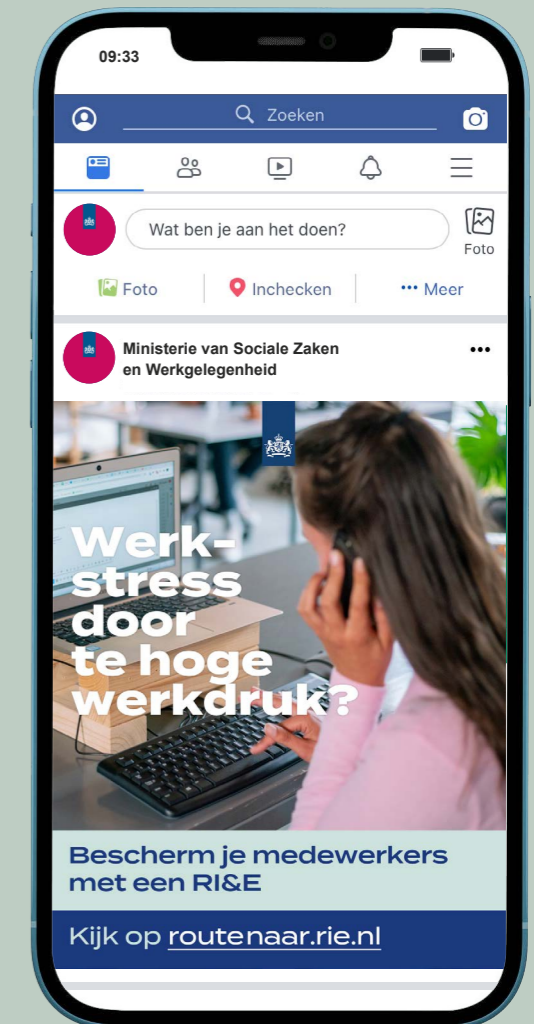 09:33
Zoeken
Wat ben je aan het doen?
Foto
Foto
Inchecken
Meer
Ministerie van Sociale Zaken
en Werkgelegenheid
Werk-
stress
door
te hoge
werkdruk?
Bescherm je medewerkers
met een RI&E
Kijk op routenaar.rie.nl